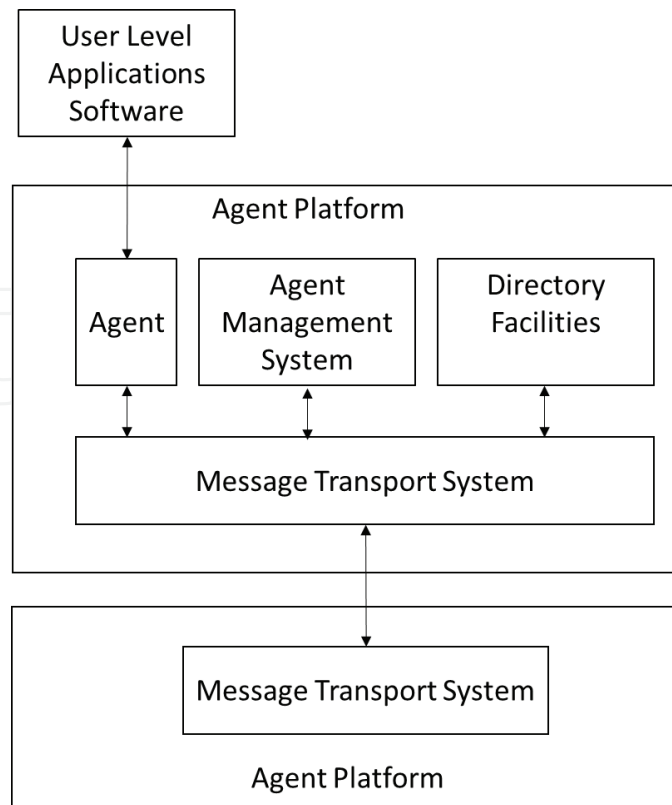 User Level
Applications
Software
Agent Platform
Agent
Agent
Management
System
Directory
Facilities
Message Transport System
Message Transport System
Agent Platform